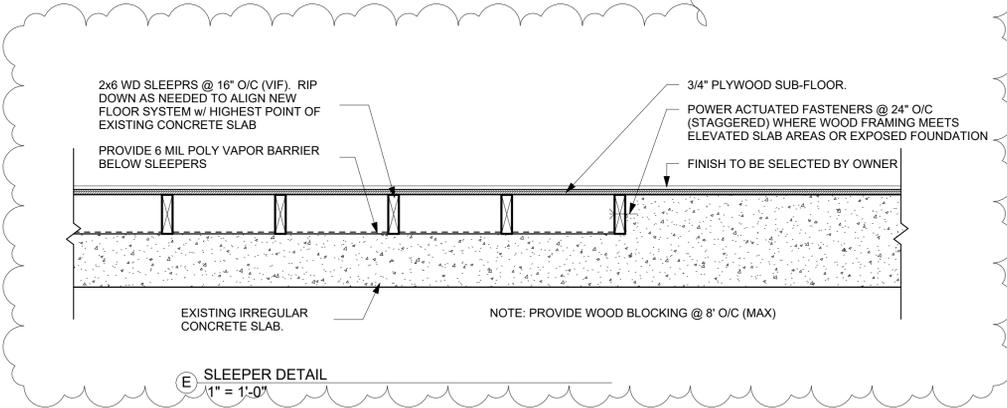 2x6 WD SLEEPRS @ 16" O/C (VIF).  RIP
DOWN AS NEEDED TO ALIGN NEW
FLOOR SYSTEM w/ HIGHEST POINT OF
EXISTING CONCRETE SLAB
PROVIDE 6 MIL POLY VAPOR BARRIER
BELOW SLEEPERS
3/4" PLYWOOD SUB-FLOOR.
POWER ACTUATED FASTENERS @ 24" O/C
(STAGGERED) WHERE WOOD FRAMING MEETS
ELEVATED SLAB AREAS OR EXPOSED FOUNDATION
FINISH TO BE SELECTED BY OWNER
EXISTING IRREGULAR
CONCRETE SLAB.
NOTE: PROVIDE WOOD BLOCKING @ 8' O/C (MAX)
E
SLEEPER DETAIL
1" = 1'-0"